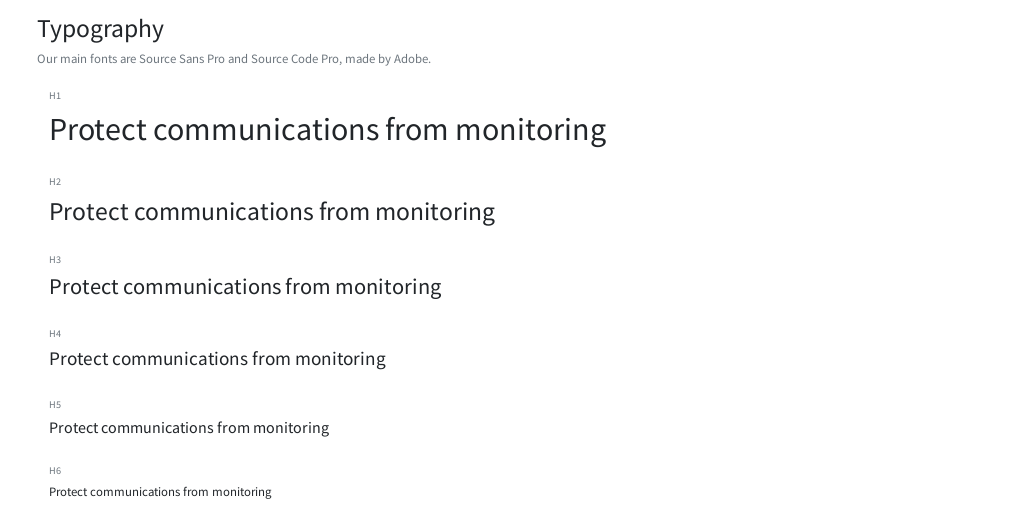 Typography
Our main fonts are Source Sans Pro and Source Code Pro, made by Adobe.
H1
Protect communications from monitoring
H2
Protect communications from monitoring
H3
Protect communications from monitoring
H4
Protect communications from monitoring
H5
Protect communications from monitoring
H6
Protect communications from monitoring